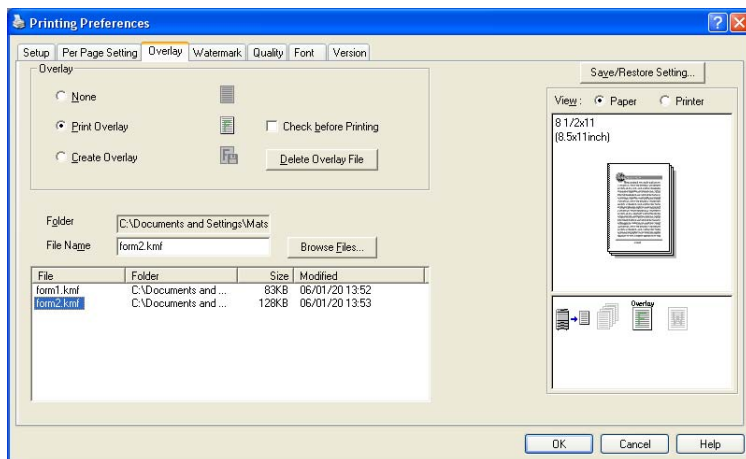 Printing Preferences
Setup Per Page Setting Overlay Watermark Quality Font Version
Overlay
None
Print Overlay
Check before Printing
Create Overlay
Delete Overlay File
Folder C:\Documents and Settings\Mats
File Name form2.kmf Browse Files...
File Folder Size Modified
form1.kmf C:\Documents and ... 83KB 06/01/20 13:52
form2.kmf C:\Documents and ... 128KB 06/01/20 13:53
Save/Restore Setting...
View : Paper Printer
8 1/2x11
(8.5x11inch)
Overlay
OK Cancel Help